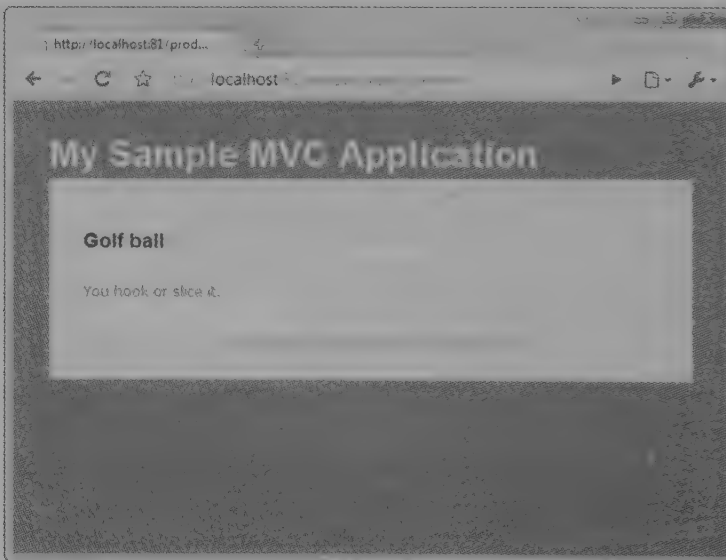 http://localhost:81/prod...
localhost
My Sample MVC Application
Golf ball
You hook or slice it.